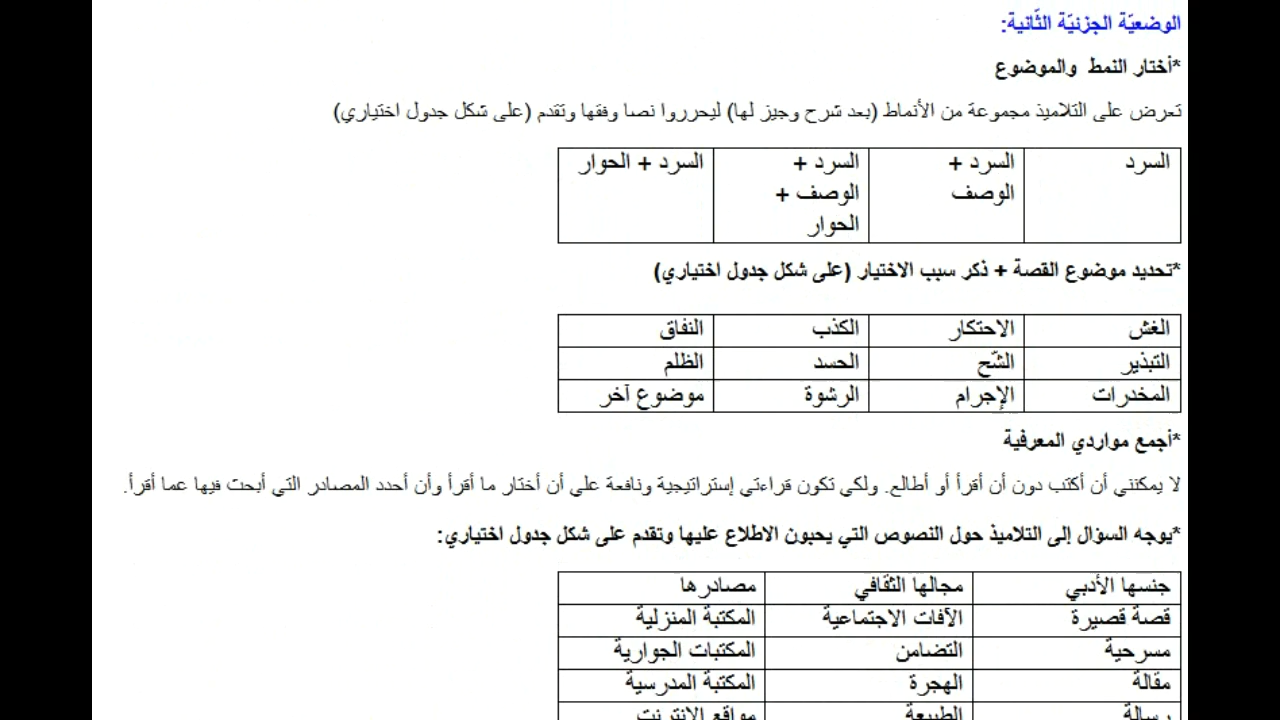 الوضعيّة الجزئيّة الثّانية:
*أختار النمط والموضوع
تعرض على التلاميذ مجموعة من الأنماط (بعد شرح وجيز لها) ليحرروا نصا وفقها وتقدم (على شكل جدول اختياري)
السرد | السرد + الوصف | السرد + الوصف + الحوار | السرد + الحوار
*تحديد موضوع القصة + ذكر سبب الاختيار (على شكل جدول اختياري)
الغش | الاحتكار | الكذب | النفاق
التبذير | الشّح | الحسد | الظلم
المخدرات | الإجرام | الرشوة | موضوع آخر
*أجمع مواردي المعرفية
لا يمكنني أن أكتب دون أن أقرأ أو أطالع. ولكي تكون قراءتي إستراتيجية ونافعة علي أن أختار ما أقرأ وأن أحدد المصادر التي أبحث فيها عما أقرأ.
*يوجه السؤال إلى التلاميذ حول النصوص التي يحبون الاطلاع عليها وتقدم على شكل جدول اختياري:
جنسها الأدبي | مجالها الثقافي | مصادرها
قصة قصيرة | الآفات الاجتماعية | المكتبة المنزلية
مسرحية | التضامن | المكتبات الجوارية
مقالة | الهجرة | المكتبة المدرسية
رسالة | الطبيعة | مواقع الانترنت